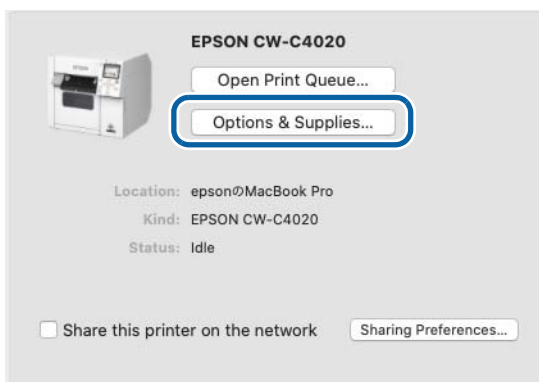 EPSON CW-C4020
Open Print Queue...
Options & Supplies...
Location: epsonのMacBook Pro
Kind: EPSON CW-C4020
Status: Idle
Share this printer on the network Sharing Preferences...